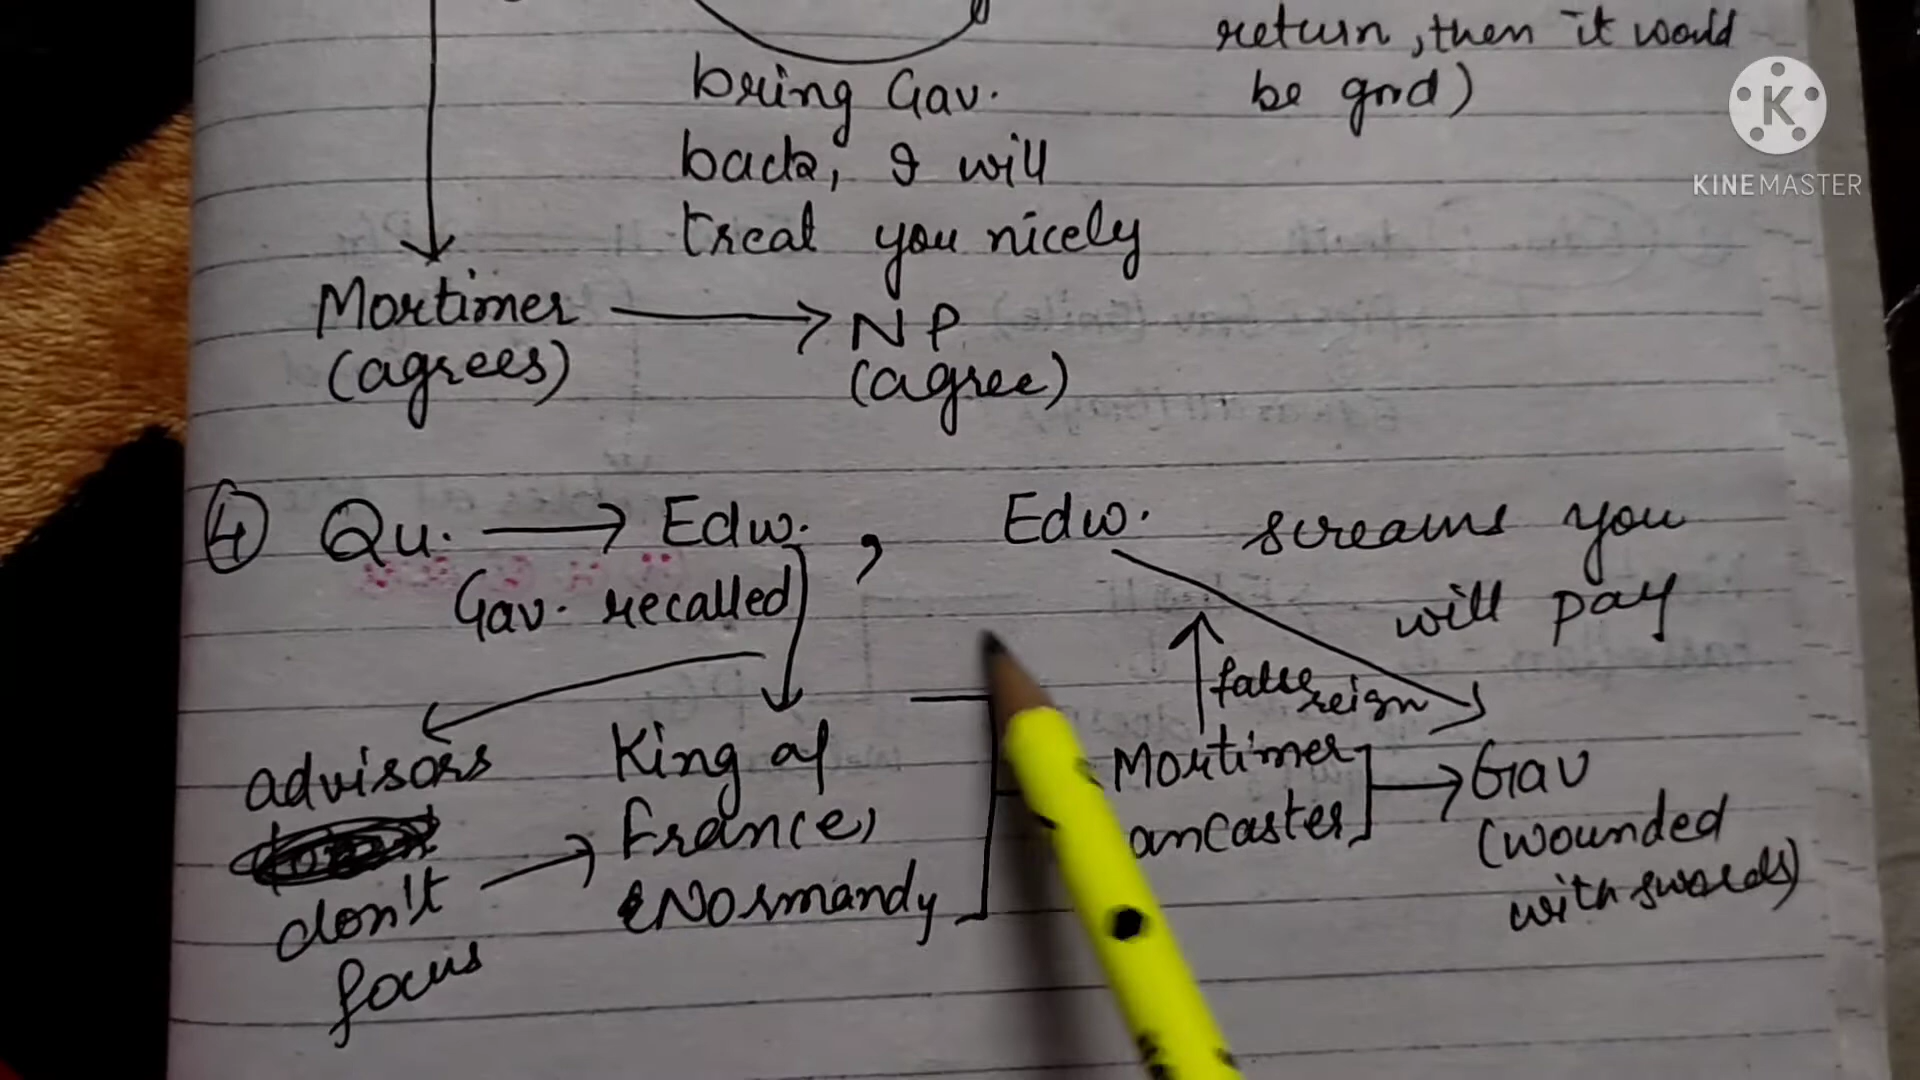 return, then it would
be good)
bring Gav.
back, I will
treat you nicely
KINEMASTER
Mortimer → NP
(agrees) (agree)
④ Qu. → Edw., Edw. screams you
Gav. recalled will pay
false reign
advisors King of Mortimer → Gav
France, ancaster (wounded
don't → & Normandy with swords)
focus